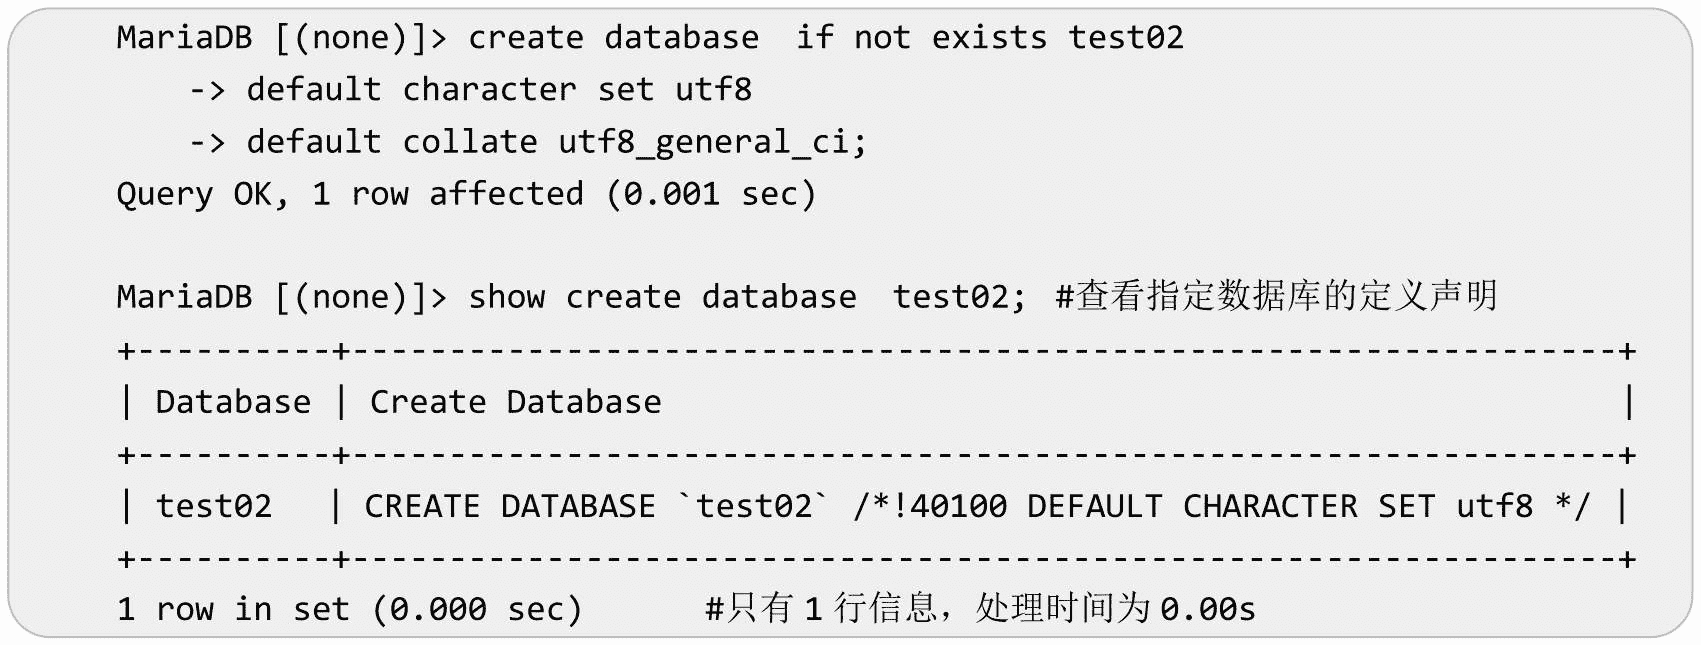 MariaDB [(none)]> create database  if not exists test02
    -> default character set utf8
    -> default collate utf8_general_ci;
Query OK, 1 row affected (0.001 sec)

MariaDB [(none)]> show create database  test02; #查看指定数据库的定义声明
+----------+-----------------------------------------------------------------+
| Database | Create Database                                                 |
+----------+-----------------------------------------------------------------+
| test02   | CREATE DATABASE `test02` /*!40100 DEFAULT CHARACTER SET utf8 */ |
+----------+-----------------------------------------------------------------+
1 row in set (0.000 sec)      #只有 1 行信息，处理时间为 0.00s